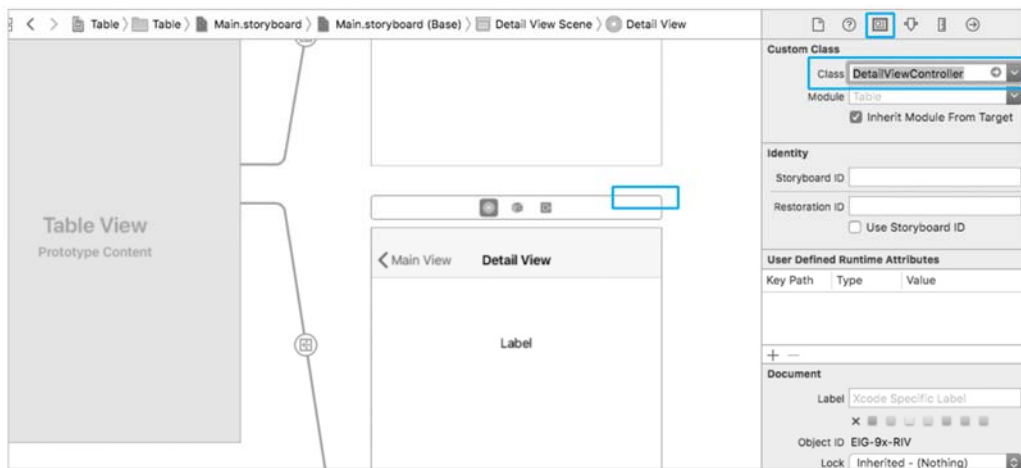 Table Table Main.storyboard Main.storyboard (Base) Detail View Scene Detail View
Custom Class
Class DetailViewController
Module Table
Inherit Module From Target
Identity
Storyboard ID
Restoration ID
Use Storyboard ID
User Defined Runtime Attributes
Key Path Type Value
Table View
Prototype Content
Main View Detail View
Label
Document
Label Xcode Specific Label
Object ID EIG-9x-RIV
Lock Inherited - (Nothing)